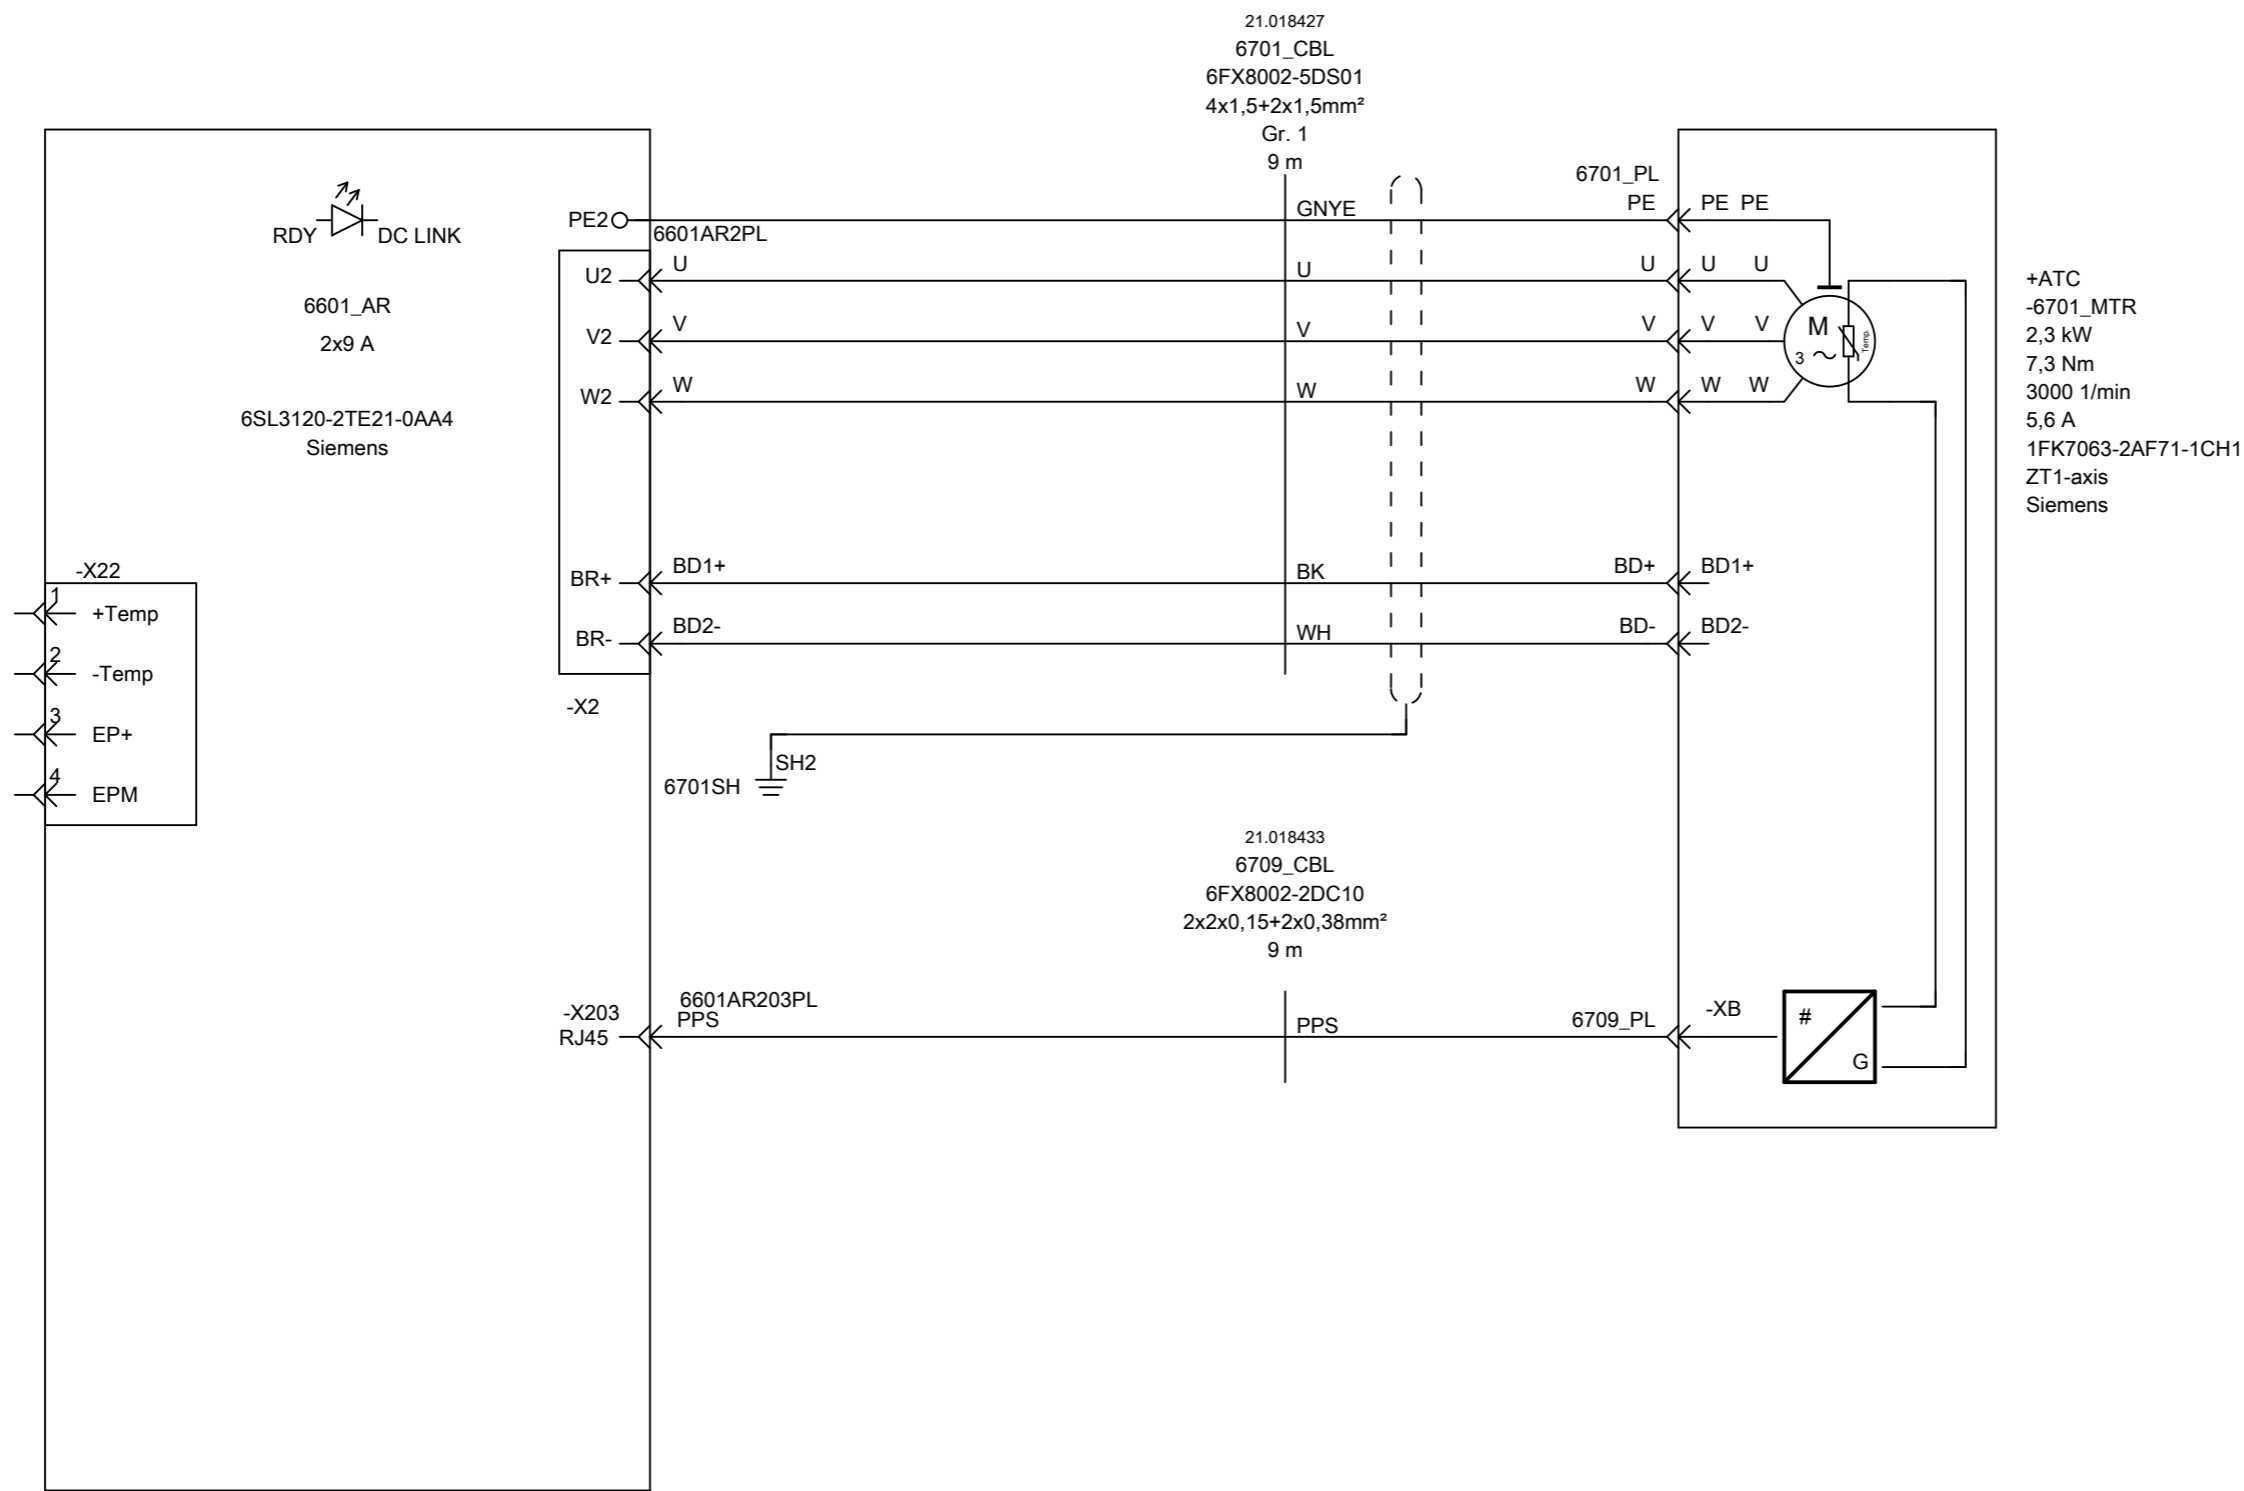 21.018427
6701_CBL
6FX8002-5DS01
4x1,5+2x1,5mm²
Gr. 1
9 m
6701_PL
PE2
GNYE
PE
PE PE
RDY
DC LINK
6601AR2PL
U2
U
U
U
U
U
6601_AR
2x9 A
V2
V
V
V
V
V
M
3
Temp.
W2
W
W
W
W
W
6SL3120-2TE21-0AA4
Siemens
+ATC
-6701_MTR
2,3 kW
7,3 Nm
3000 1/min
5,6 A
1FK7063-2AF71-1CH1
ZT1-axis
Siemens
BR+
BD1+
BK
BD+
BD1+
BR-
BD2-
WH
BD-
BD2-
-X22
1
+Temp
2
-Temp
3
EP+
4
EPM
-X2
SH2
6701SH
21.018433
6709_CBL
6FX8002-2DC10
2x2x0,15+2x0,38mm²
9 m
-X203
RJ45
6601AR203PL
PPS
PPS
6709_PL
-XB
#
G